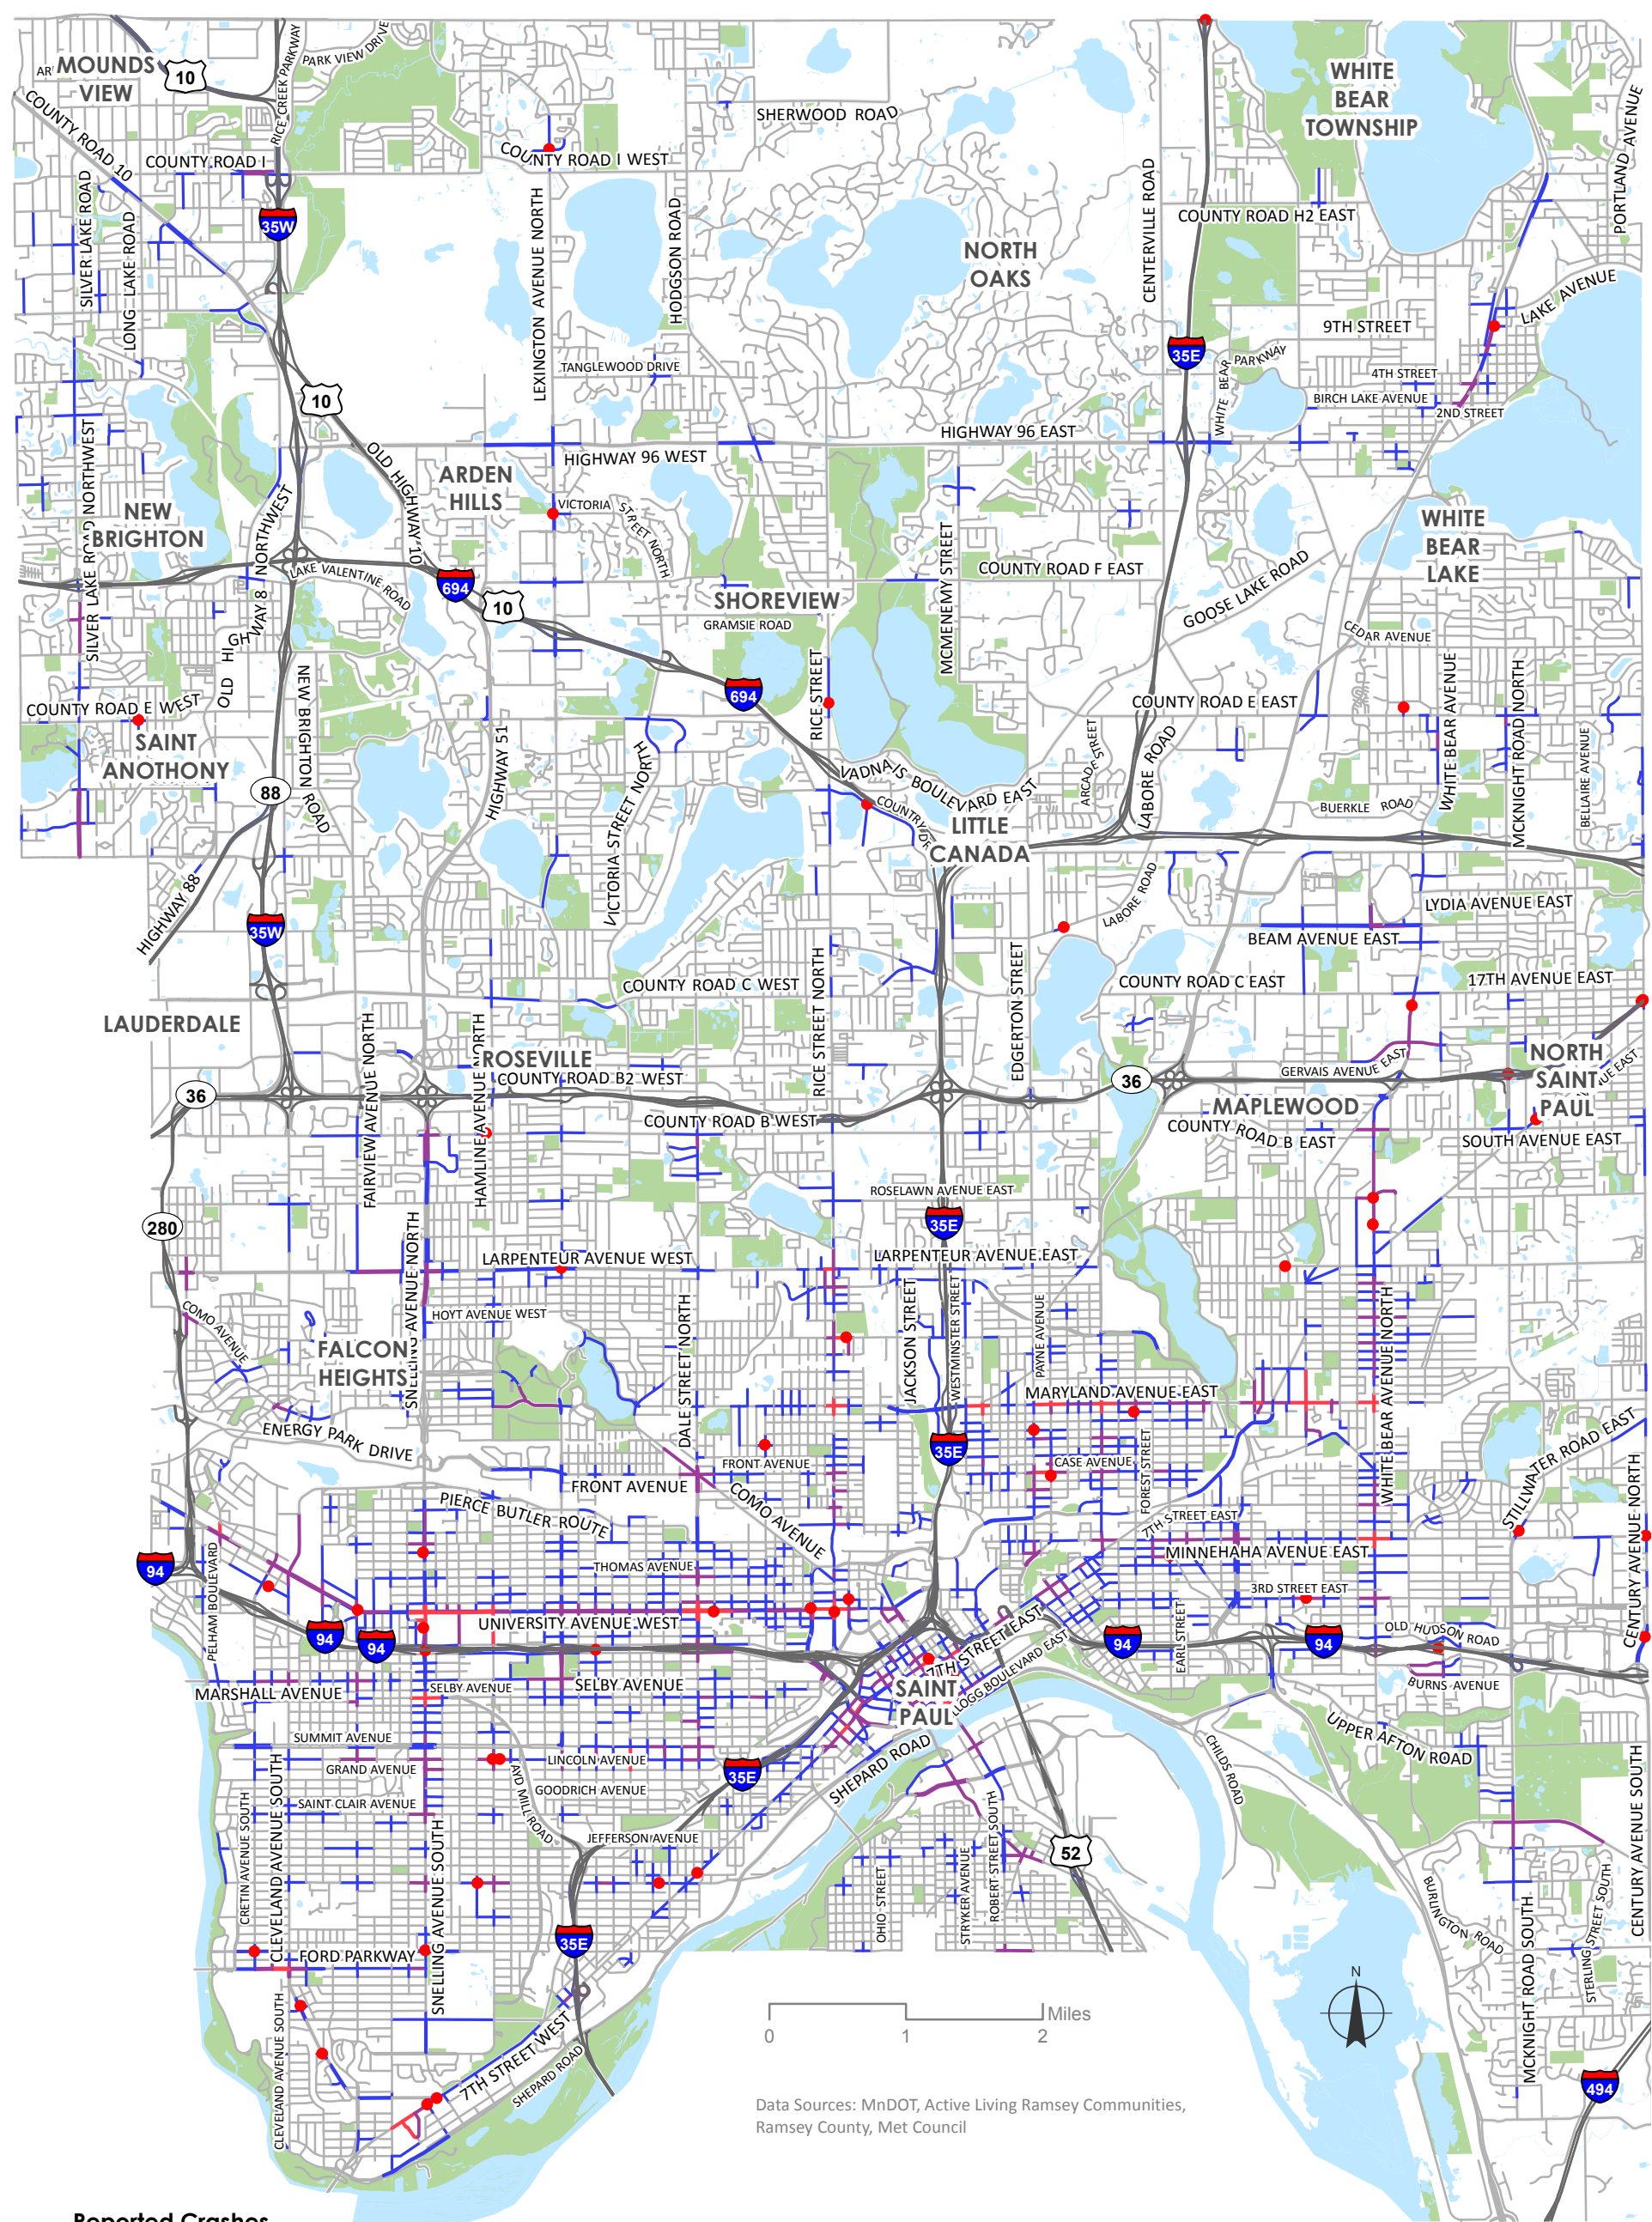 MOUNDS
VIEW
10
PARK VIEW DRIVE
RICE CREEK PARKWAY
COUNTY ROAD 10
COUNTY ROAD I
35W
SILVER LAKE ROAD
LONG LAKE ROAD
SHERWOOD ROAD
COUNTY ROAD I WEST
LEXINGTON AVENUE NORTH
HODGSON ROAD
TANGLEWOOD DRIVE
NORTH
OAKS
CENTERVILLE ROAD
WHITE
BEAR
TOWNSHIP
PORTLAND AVENUE
COUNTY ROAD H2 EAST
LAKE AVENUE
9TH STREET
35E
WHITE BEAR PARKWAY
4TH STREET
BIRCH LAKE AVENUE
2ND STREET
10
OLD HIGHWAY 10
HIGHWAY 96 EAST
HIGHWAY 96 WEST
ARDEN
HILLS
VICTORIA STREET NORTH
NEW
BRIGHTON
SILVER LAKE ROAD NORTHWEST
OLD HIGHWAY 8 NORTHWEST
LAKE VALENTINE ROAD
694
10
SHOREVIEW
GRAMSIE ROAD
MCMENEMY STREET
COUNTY ROAD F EAST
GOOSE LAKE ROAD
WHITE
BEAR
LAKE
CEDAR AVENUE
694
RICE STREET
COUNTY ROAD E WEST
SAINT
ANOTHONY
NEW BRIGHTON ROAD
HIGHWAY 51
COUNTY ROAD E EAST
WHITE BEAR AVENUE
MCKNIGHT ROAD NORTH
BELLAIRE AVENUE
88
HIGHWAY 88
VICTORIA STREET NORTH
VADNAIS BOULEVARD EAST
COUNTRY DR
ARCADE STREET
LABORE ROAD
BUERKLE ROAD
LITTLE
CANADA
35W
LABORE ROAD
LYDIA AVENUE EAST
BEAM AVENUE EAST
COUNTY ROAD C WEST
RICE STREET NORTH
EDGERTON STREET
COUNTY ROAD C EAST
17TH AVENUE EAST
LAUDERDALE
FAIRVIEW AVENUE NORTH
HAMLINE AVENUE NORTH
ROSEVILLE
COUNTY ROAD B2 WEST
36
36
GERVAIS AVENUE EAST
NORTH
SAINT
PAUL
COUNTY ROAD B WEST
MAPLEWOOD
COUNTY ROAD B EAST
SOUTH AVENUE EAST
280
ROSELAWN AVENUE EAST
35E
SNELLING AVENUE NORTH
LARPENTEUR AVENUE WEST
LARPENTEUR AVENUE EAST
COMO AVENUE
HOYT AVENUE WEST
FALCON
HEIGHTS
DALE STREET NORTH
JACKSON STREET
WESTMINSTER STREET
PAYNE AVENUE
WHITE BEAR AVENUE NORTH
MARYLAND AVENUE EAST
ENERGY PARK DRIVE
35E
FRONT AVENUE
FRONT AVENUE
CASE AVENUE
FOREST STREET
STILLWATER ROAD EAST
PIERCE BUTLER ROUTE
COMO AVENUE
7TH STREET EAST
CENTURY AVENUE NORTH
94
PELHAM BOULEVARD
THOMAS AVENUE
MINNEHAHA AVENUE EAST
3RD STREET EAST
UNIVERSITY AVENUE WEST
94
94
7TH STREET EAST
94
EARL STREET
94
OLD HUDSON ROAD
MARSHALL AVENUE
SELBY AVENUE
SELBY AVENUE
SAINT
PAUL
BURNS AVENUE
SUMMIT AVENUE
GRAND AVENUE
LINCOLN AVENUE
35E
SHEPARD ROAD
CHILDS ROAD
UPPER AFTON ROAD
GOODRICH AVENUE
SAINT CLAIR AVENUE
CRETIN AVENUE SOUTH
CLEVELAND AVENUE SOUTH
JEFFERSON AVENUE
SNELLING AVENUE SOUTH
52
OHIO STREET
STRYKER AVENUE
ROBERT STREET SOUTH
CENTURY AVENUE SOUTH
BURLINGTON ROAD
MCKNIGHT ROAD SOUTH
STERLING STREET SOUTH
FORD PARKWAY
35E
CLEVELAND AVENUE SOUTH
7TH STREET WEST
SHEPARD ROAD
N
Miles
0 1 2
494
Data Sources: MnDOT, Active Living Ramsey Communities,
Ramsey County, Met Council
Reported Crashes